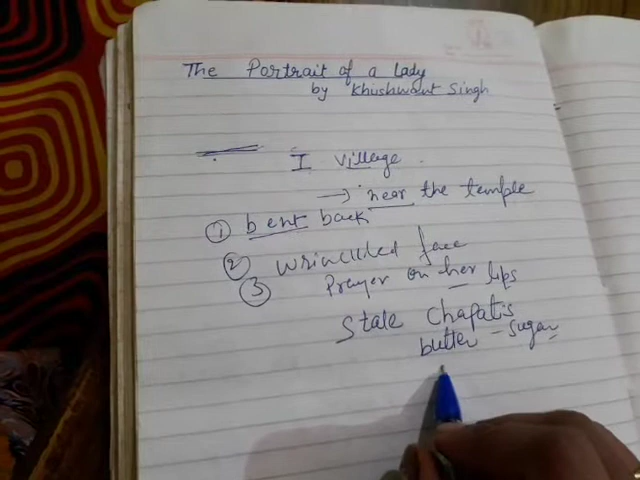 The Portrait of a Lady
by Khushwant Singh
I village.
→ near the temple
① bent back
② wrinckled face
③ Prayer on her lips
Stale Chapatis
butter - sugar